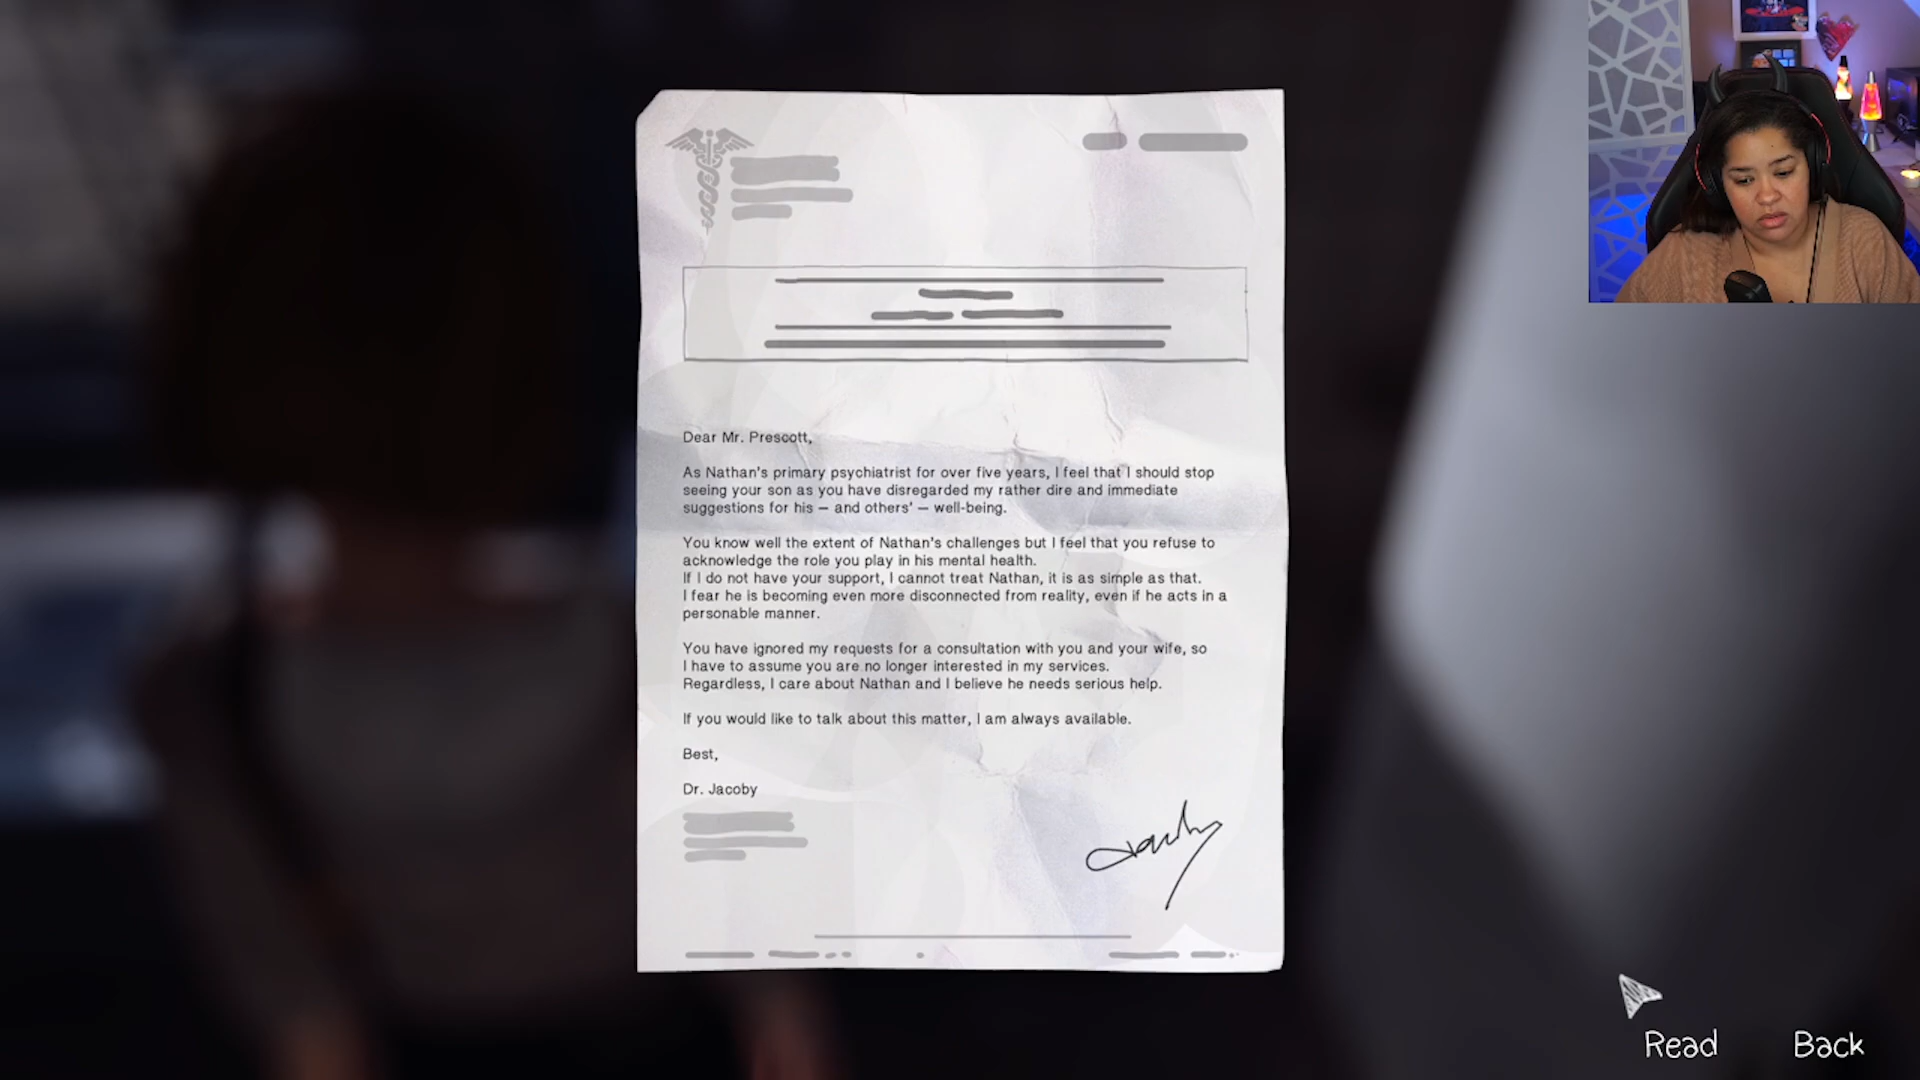 Dear Mr. Prescott,
As Nathan's primary psychiatrist for over five years, I feel that I should stop
seeing your son as you have disregarded my rather dire and immediate
suggestions for his — and others' — well-being.
You know well the extent of Nathan's challenges but I feel that you refuse to
acknowledge the role you play in his mental health.
If I do not have your support, I cannot treat Nathan, it is as simple as that.
I fear he is becoming even more disconnected from reality, even if he acts in a
personable manner.
You have ignored my requests for a consultation with you and your wife, so
I have to assume you are no longer interested in my services.
Regardless, I care about Nathan and I believe he needs serious help.
If you would like to talk about this matter, I am always available.
Best,
Dr. Jacoby
Read
Back